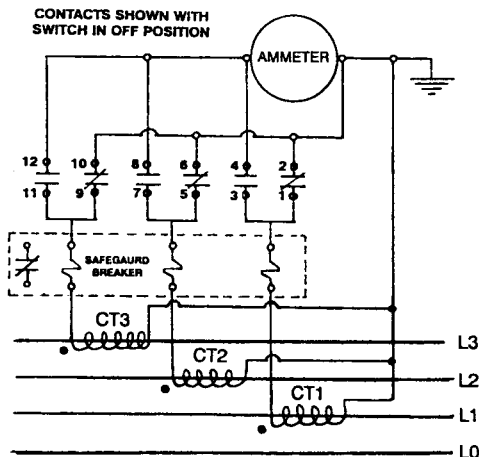 CONTACTS SHOWN WITH
SWITCH IN OFF POSITION
AMMETER
12 10 8 6 4 2
11 9 7 5 3 1
SAFEGAURD
BREAKER
CT3
L3
CT2
L2
CT1
L1
L0